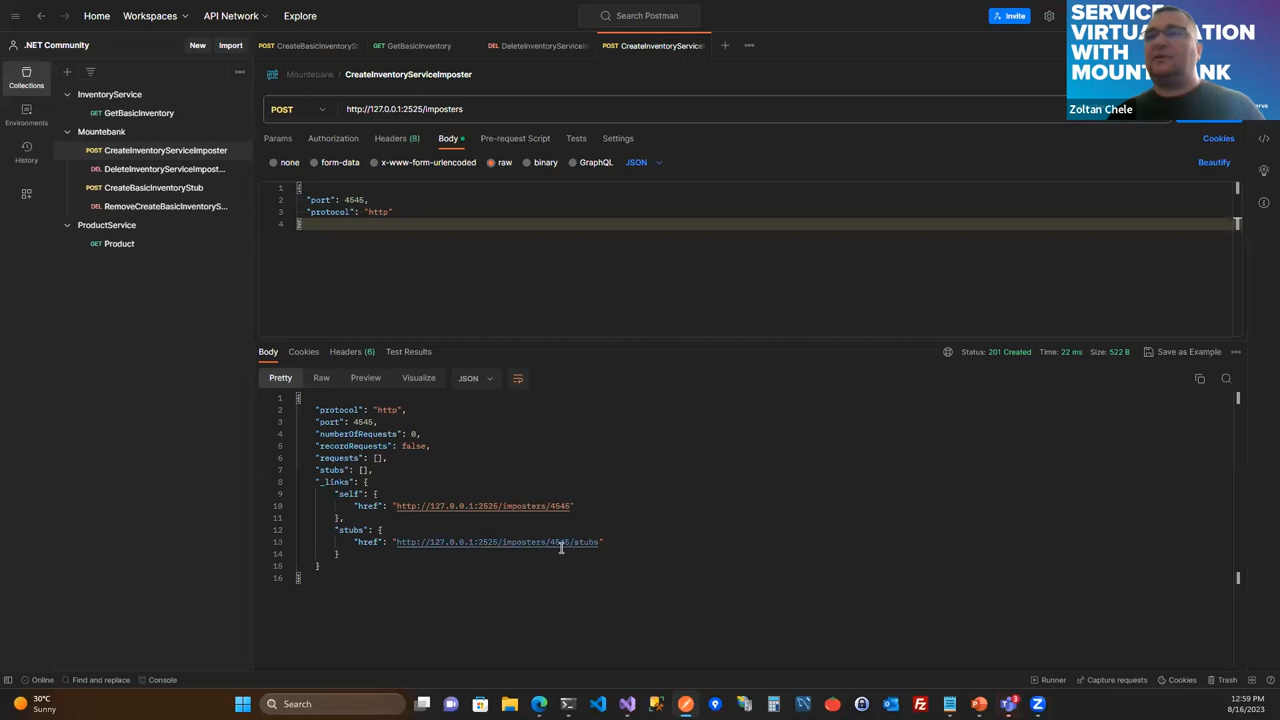 Home Workspaces API Network Explore
Search Postman
Invite
SERVICE
VIRTUALIZATION
WITH
MOUNTEBANK
Zoltan Chele
.NET Community New Import
POST CreateBasicInventorySt GET GetBasicInventory DEL DeleteInventoryServiceIm POST CreateInventoryService
Collections
Environments
History
InventoryService
GET GetBasicInventory
Mountebank
POST CreateInventoryServiceImposter
DEL DeleteInventoryServiceImpost...
POST CreateBasicInventoryStub
DEL RemoveCreateBasicInventoryS...
ProductService
GET Product
HTTP Mountebank / CreateInventoryServiceImposter
POST http://127.0.0.1:2525/imposters
Params Authorization Headers (8) Body Pre-request Script Tests Settings Cookies
none form-data x-www-form-urlencoded raw binary GraphQL JSON Beautify
1 {
2 "port": 4545,
3 "protocol": "http"
4 }
Body Cookies Headers (6) Test Results Status: 201 Created Time: 22 ms Size: 522 B Save as Example
Pretty Raw Preview Visualize JSON
1 {
2 "protocol": "http",
3 "port": 4545,
4 "numberOfRequests": 0,
5 "recordRequests": false,
6 "requests": [],
7 "stubs": [],
8 "_links": {
9 "self": {
10 "href": "http://127.0.0.1:2525/imposters/4545"
11 },
12 "stubs": {
13 "href": "http://127.0.0.1:2525/imposters/4545/stubs"
14 }
15 }
16 }
Online Find and replace Console Runner Capture requests Cookies Trash
30°C
Sunny
Search
12:59 PM
8/16/2023